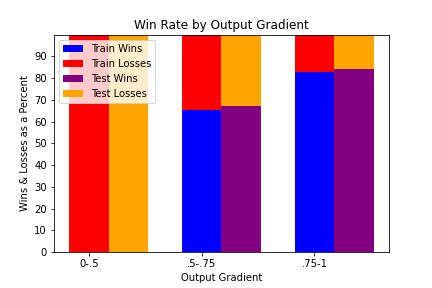 Win Rate by Output Gradient
Train Wins
Train Losses
Test Wins
Test Losses
Wins & Losses as a Percent
90
80
70
60
50
40
30
20
10
0
0-.5
.5-.75
.75-1
Output Gradient